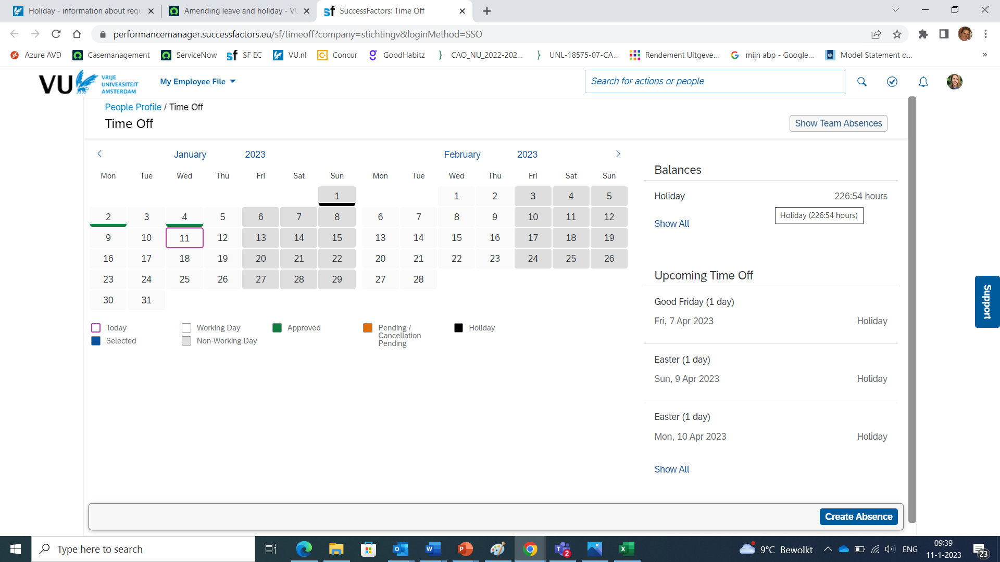 Holiday - information about requ
Amending leave and holiday - VU
SuccessFactors: Time Off
performancemanager.successfactors.eu/sf/timeoff?company=stichtingv&loginMethod=SSO
Azure AVD
Casemanagement
ServiceNow
SF EC
VU.nl
Concur
GoodHabitz
CAO_NU_2022-202...
UNL-18575-07-CA...
Rendement Uitgeve...
mijn abp - Google...
Model Statement o...
»
VU VRIJE
UNIVERSITEIT
AMSTERDAM
My Employee File
Search for actions or people
People Profile / Time Off
Time Off
Show Team Absences
January 2023
Mon Tue Wed Thu Fri Sat Sun
1
2 3 4 5 6 7 8
9 10 11 12 13 14 15
16 17 18 19 20 21 22
23 24 25 26 27 28 29
30 31
February 2023
Mon Tue Wed Thu Fri Sat Sun
1 2 3 4 5
6 7 8 9 10 11 12
13 14 15 16 17 18 19
20 21 22 23 24 25 26
27 28
Today
Working Day
Approved
Pending /
Cancellation
Pending
Holiday
Selected
Non-Working Day
Balances
Holiday 226:54 hours
Holiday (226:54 hours)
Show All
Upcoming Time Off
Good Friday (1 day)
Fri, 7 Apr 2023 Holiday
Easter (1 day)
Sun, 9 Apr 2023 Holiday
Easter (1 day)
Mon, 10 Apr 2023 Holiday
Show All
Support
Create Absence
Type here to search
2
9°C Bewolkt
ENG
09:39
11-1-2023
23